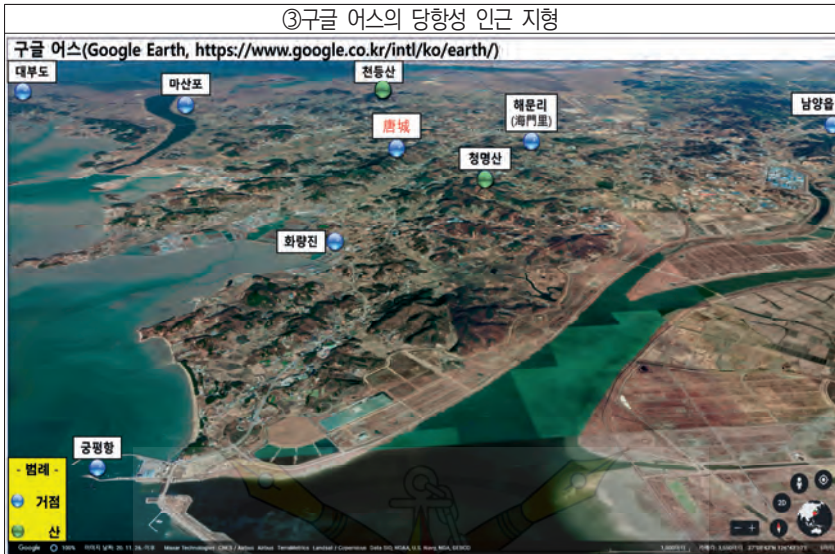 ③구글 어스의 당항성 인근 지형
구글 어스(Google Earth, https://www.google.co.kr/intl/ko/earth/)
대부도
마산포
천등산
唐城
해문리
(海門里)
남양읍
청명산
화량진
궁평항
- 범례 -
거점
산
2D
Google
100%